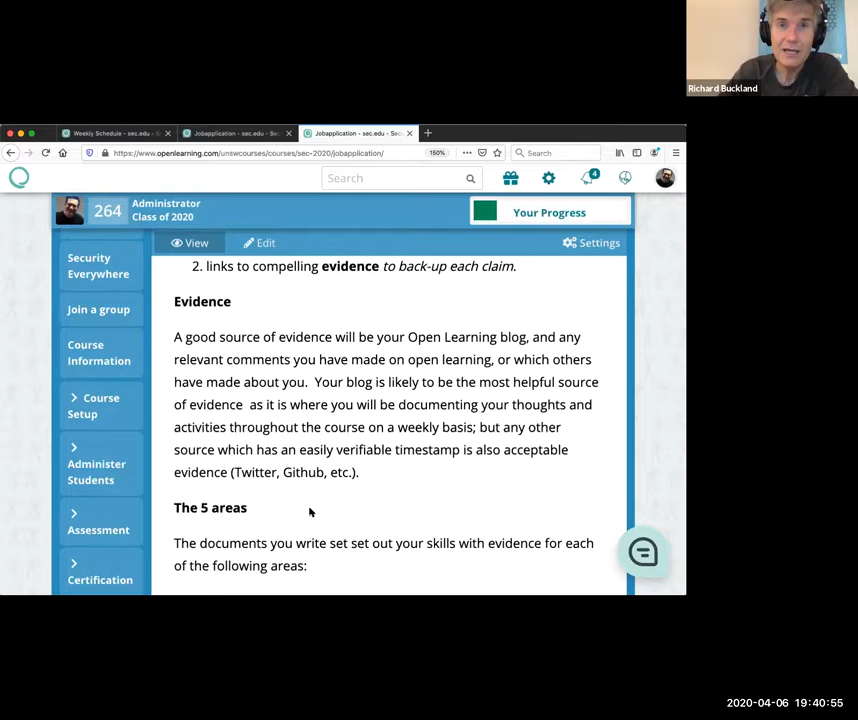 Richard Buckland
Weekly Schedule - sec.edu - S
Jobapplication - sec.edu - Sec
Jobapplication - sec.edu - Sec
https://www.openlearning.com/unswcourses/courses/sec-2020/jobapplication/
150%
Search
Search
4
264
Administrator
Class of 2020
Your Progress
View
Edit
Settings
Security
Everywhere
Join a group
Course
Information
Course
Setup
Administer
Students
Assessment
Certification
2. links to compelling evidence to back-up each claim.
Evidence
A good source of evidence will be your Open Learning blog, and any
relevant comments you have made on open learning, or which others
have made about you. Your blog is likely to be the most helpful source
of evidence as it is where you will be documenting your thoughts and
activities throughout the course on a weekly basis; but any other
source which has an easily verifiable timestamp is also acceptable
evidence (Twitter, Github, etc.).
The 5 areas
The documents you write set set out your skills with evidence for each
of the following areas:
2020-04-06 19:40:55